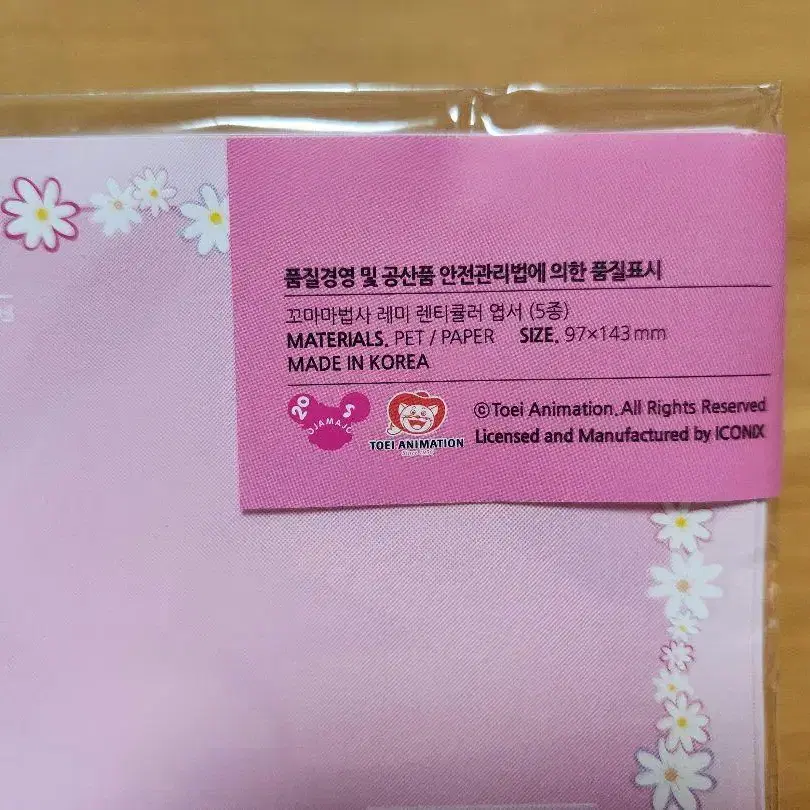 품질경영 및 공산품 안전관리법에 의한 품질표시
꼬마마법사 레미 렌티큘러 엽서 (5종)
MATERIALS. PET / PAPER SIZE. 97×143mm
MADE IN KOREA
20
OJAMAJO
TOEI ANIMATION
©Toei Animation. All Rights Reserved
Licensed and Manufactured by ICONIX